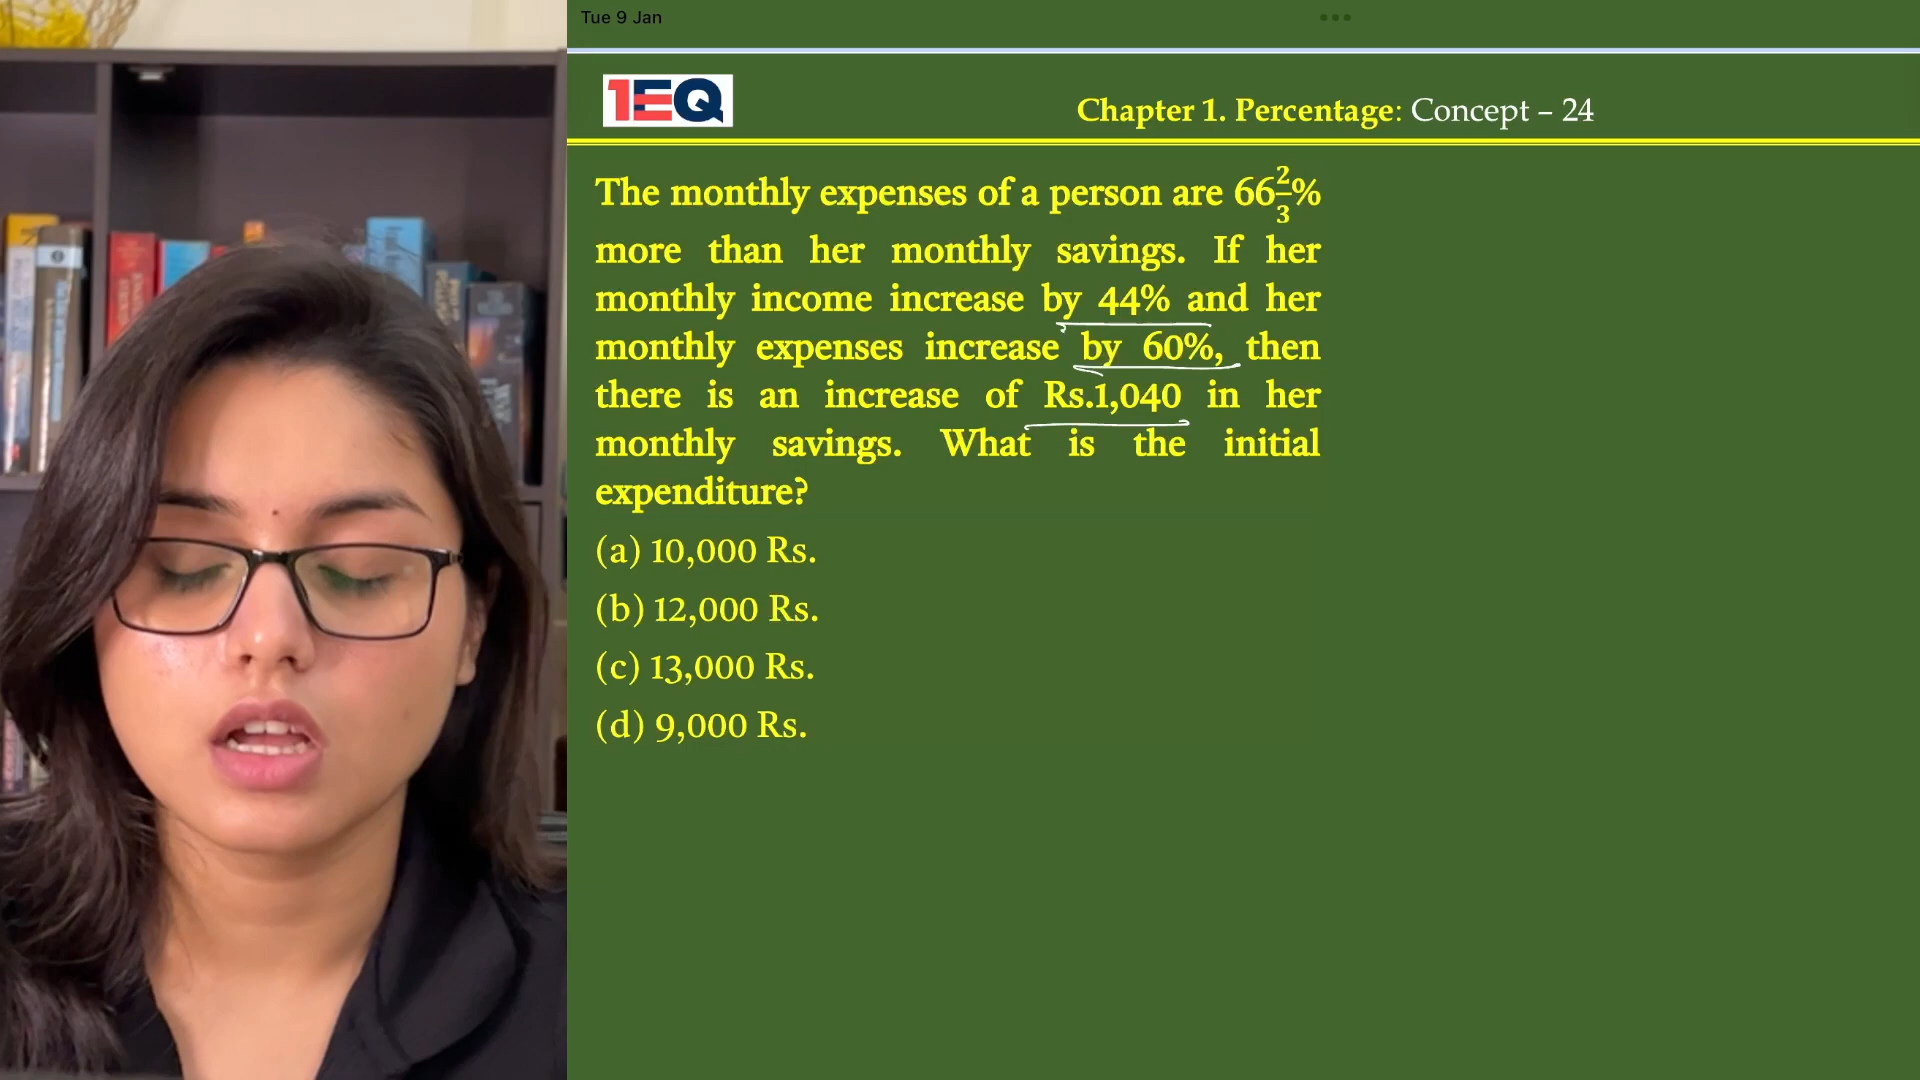 Tue 9 Jan
1EQ
Chapter 1. Percentage: Concept – 24
The monthly expenses of a person are 66 2/3 %
more than her monthly savings. If her
monthly income increase by 44% and her
monthly expenses increase by 60%, then
there is an increase of Rs.1,040 in her
monthly savings. What is the initial
expenditure?
(a) 10,000 Rs.
(b) 12,000 Rs.
(c) 13,000 Rs.
(d) 9,000 Rs.